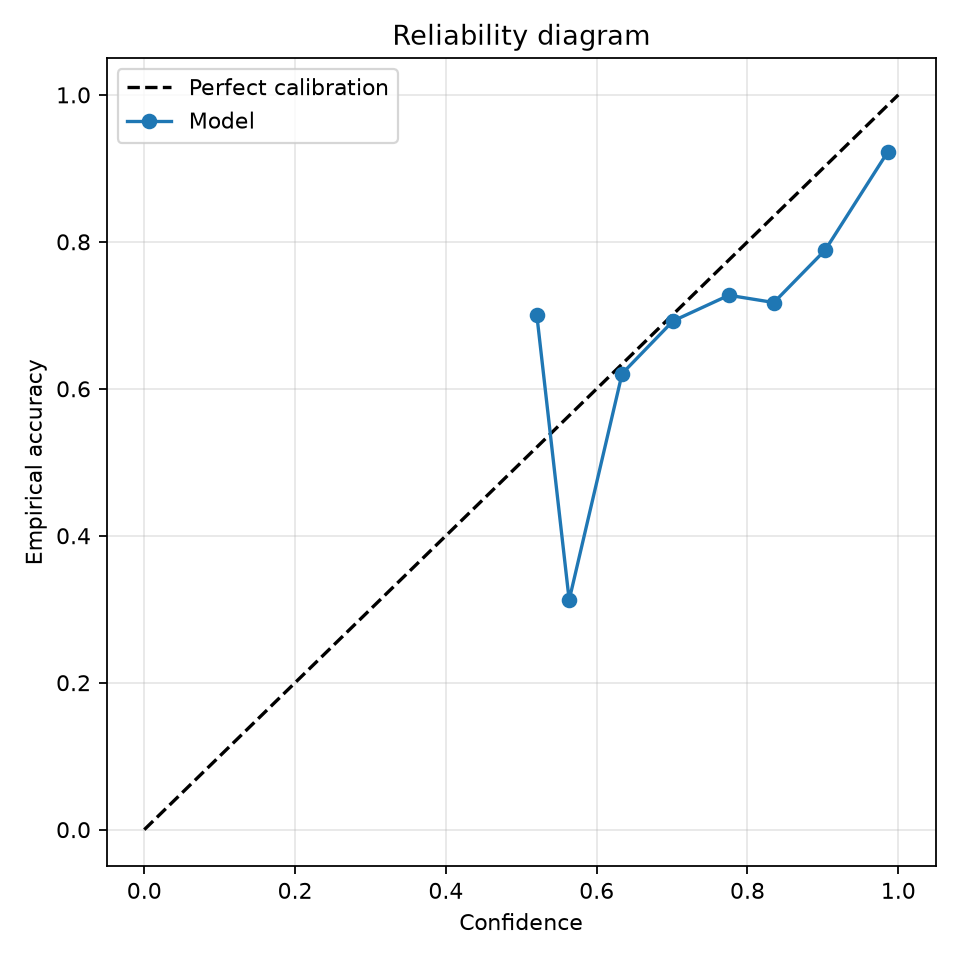 Reliability diagram
Perfect calibration
Model
Empirical accuracy
1.0
0.8
0.6
0.4
0.2
0.0
0.0 0.2 0.4 0.6 0.8 1.0
Confidence